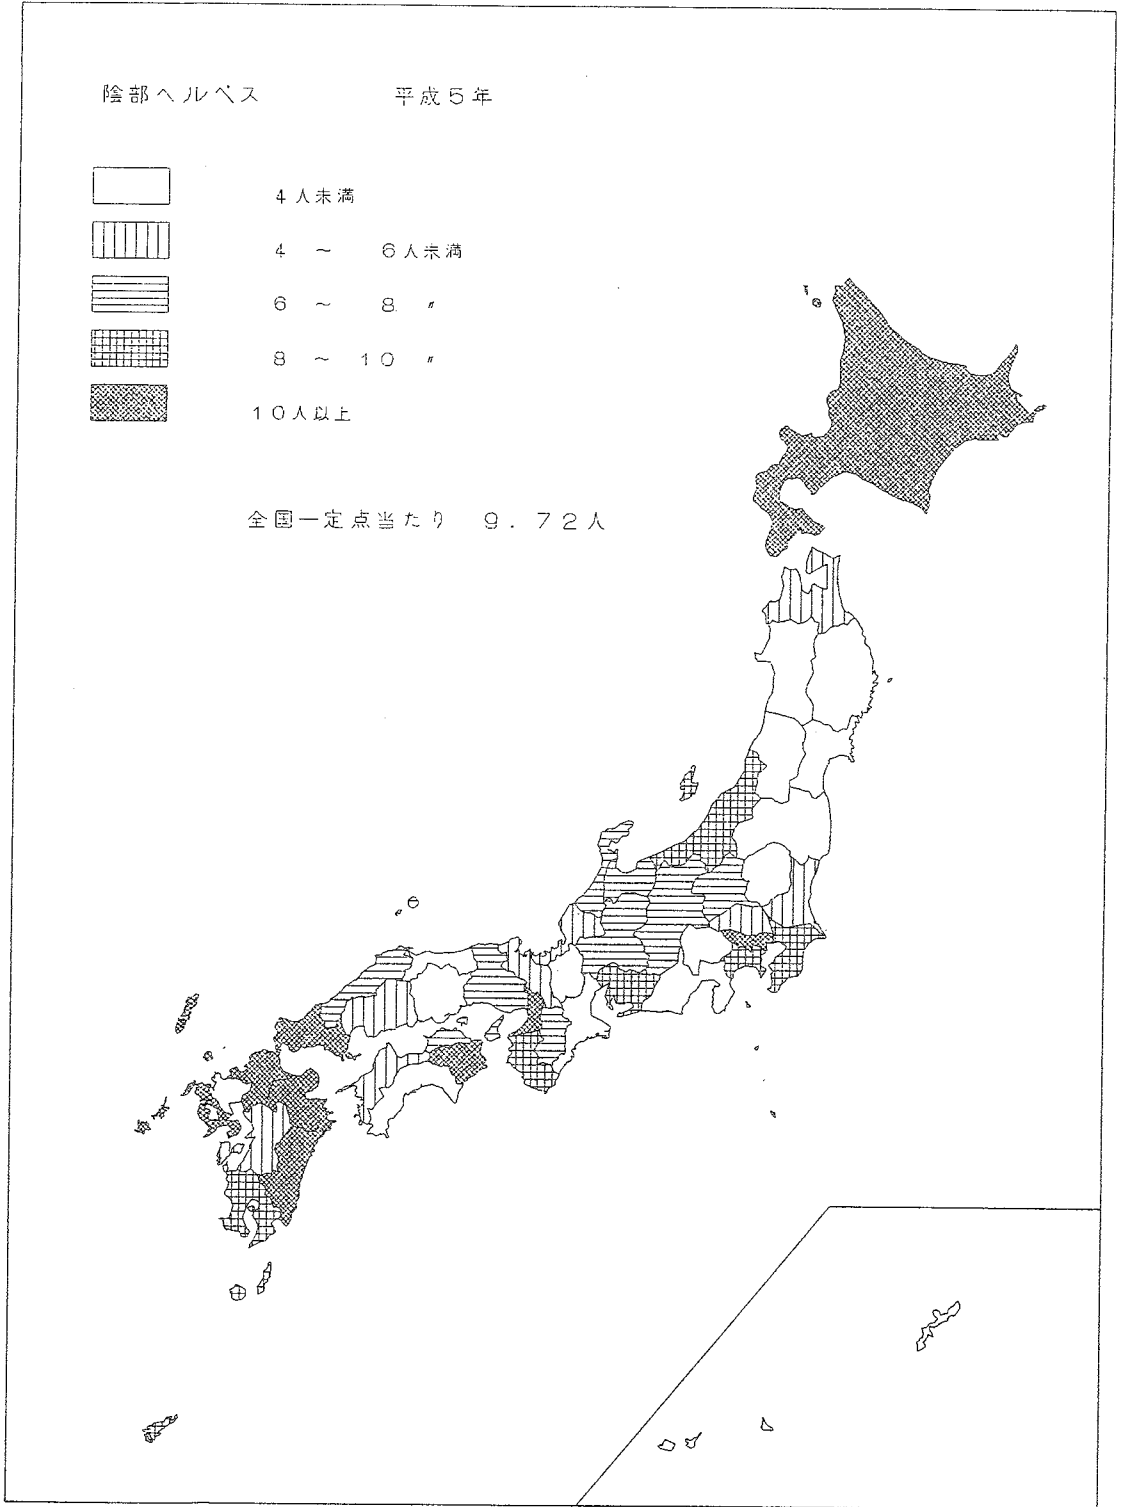 陰部ヘルペス 平成5年
4人未満
4 ～ 6人未満
6 ～ 8 〃
8 ～ 10 〃
10人以上
全国一定点当たり 9.72人